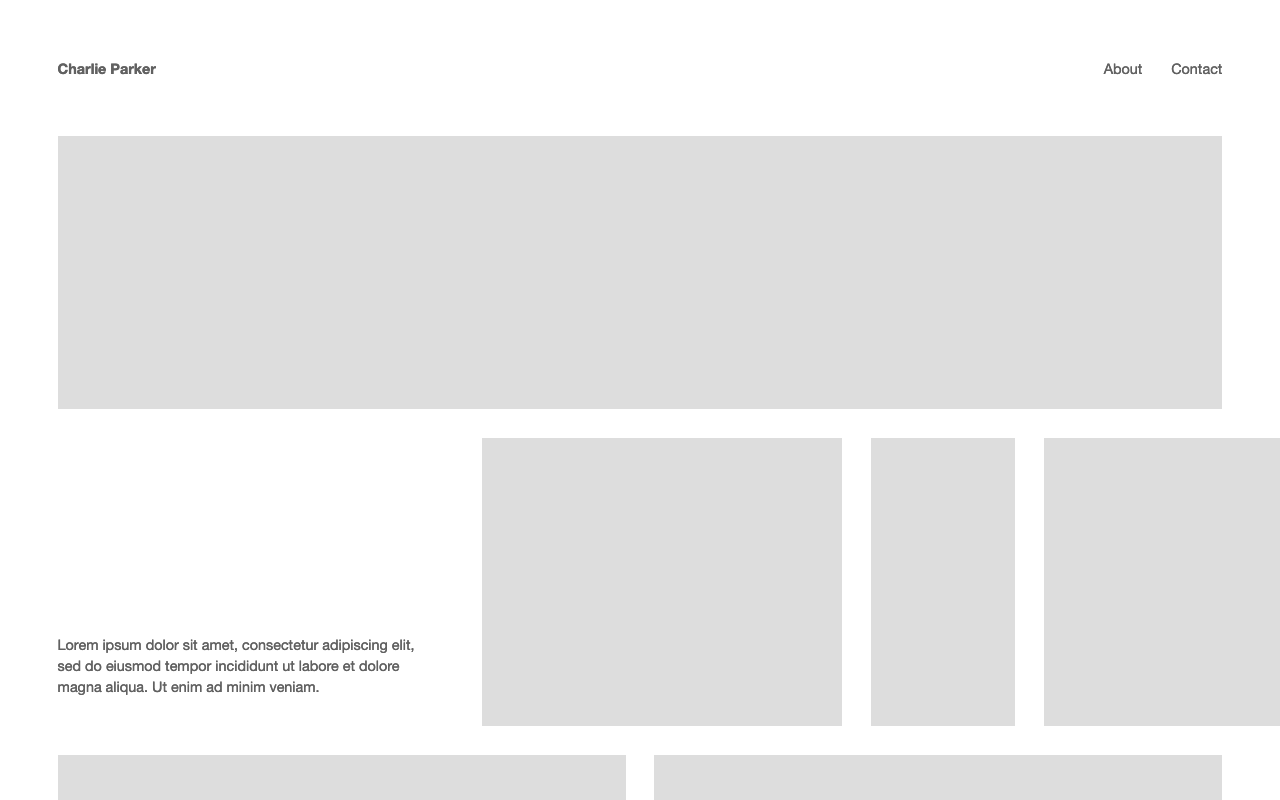 Charlie Parker
About
Contact
Lorem ipsum dolor sit amet, consectetur adipiscing elit,
sed do eiusmod tempor incididunt ut labore et dolore
magna aliqua. Ut enim ad minim veniam.